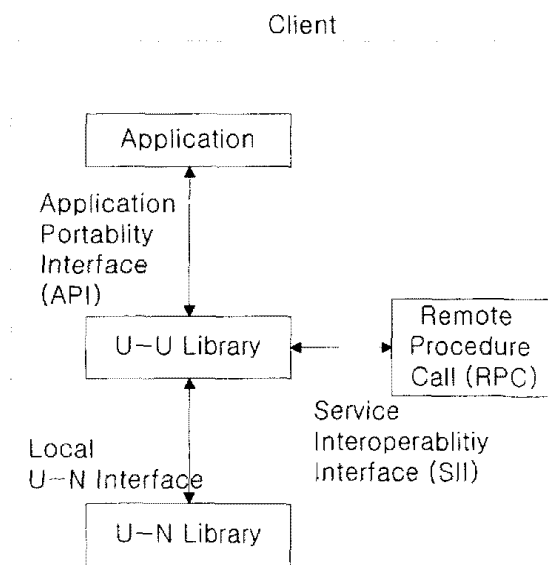 Client
Application
Application
Portablity
Interface
(API)
U-U Library
Remote
Procedure
Call (RPC)
Service
Interoperablitiy
Interface (SII)
Local
U-N Interface
U-N Library